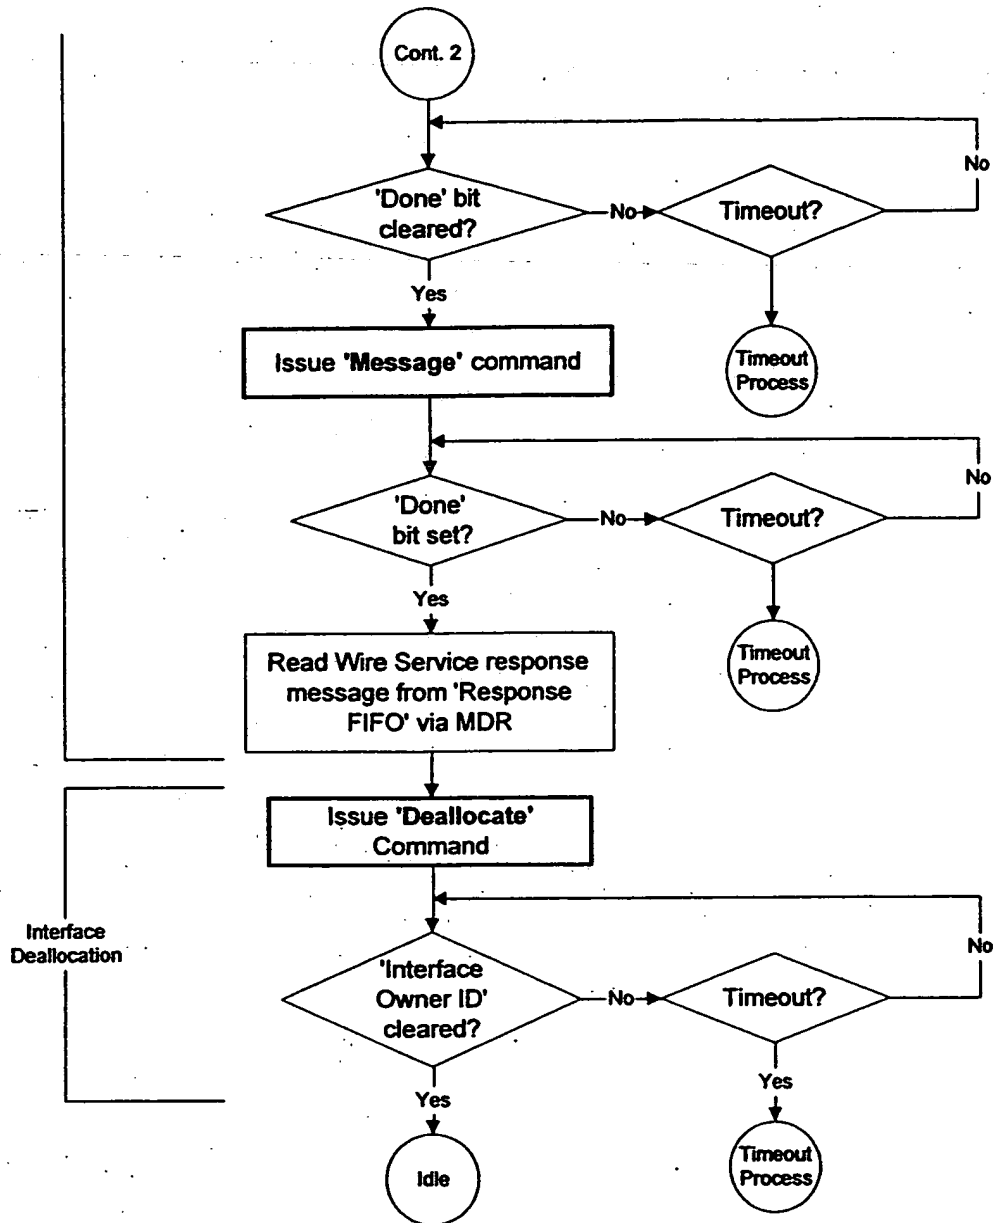 Cont. 2
No
'Done' bit
cleared?
No
Timeout?
Yes
Issue 'Message' command
Timeout
Process
No
'Done'
bit set?
No
Timeout?
Yes
Read Wire Service response
message from 'Response
FIFO' via MDR
Timeout
Process
Issue 'Deallocate'
Command
Interface
Deallocation
No
'Interface
Owner ID'
cleared?
No
Timeout?
Yes
Yes
Idle
Timeout
Process